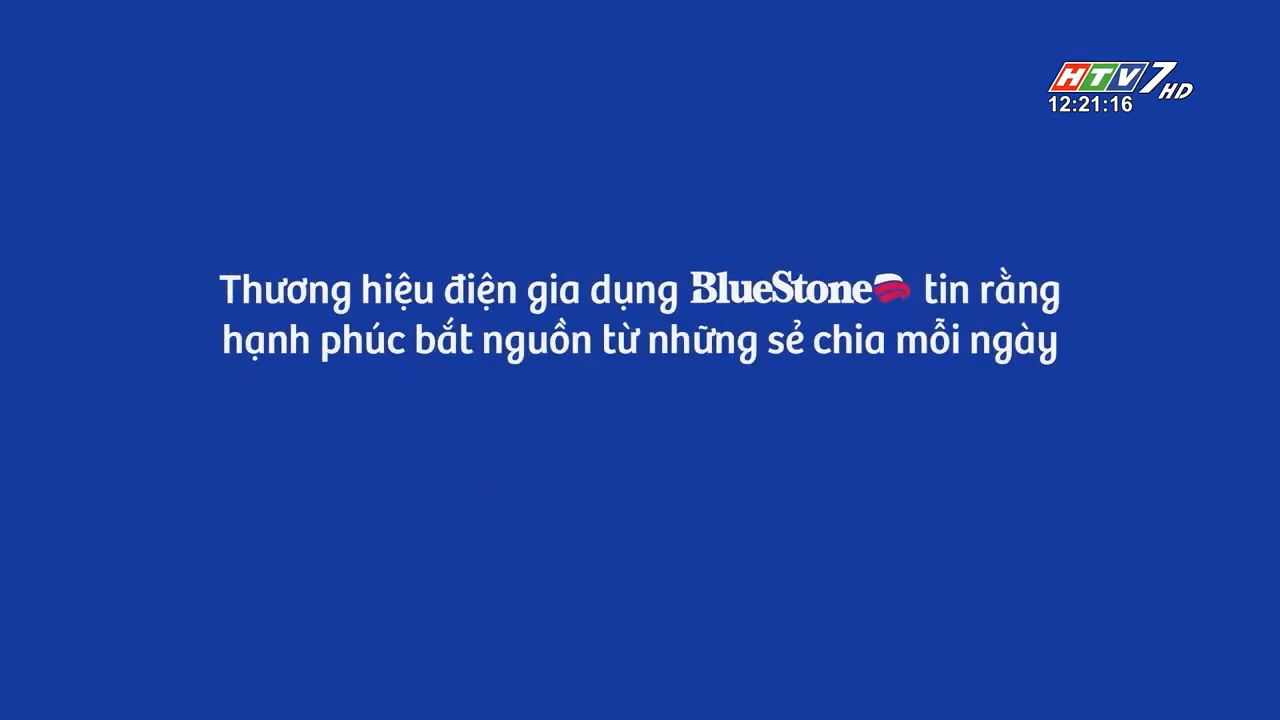 HTV7 HD
12:21:16
Thương hiệu điện gia dụng BlueStone tin rằng
hạnh phúc bắt nguồn từ những sẻ chia mỗi ngày